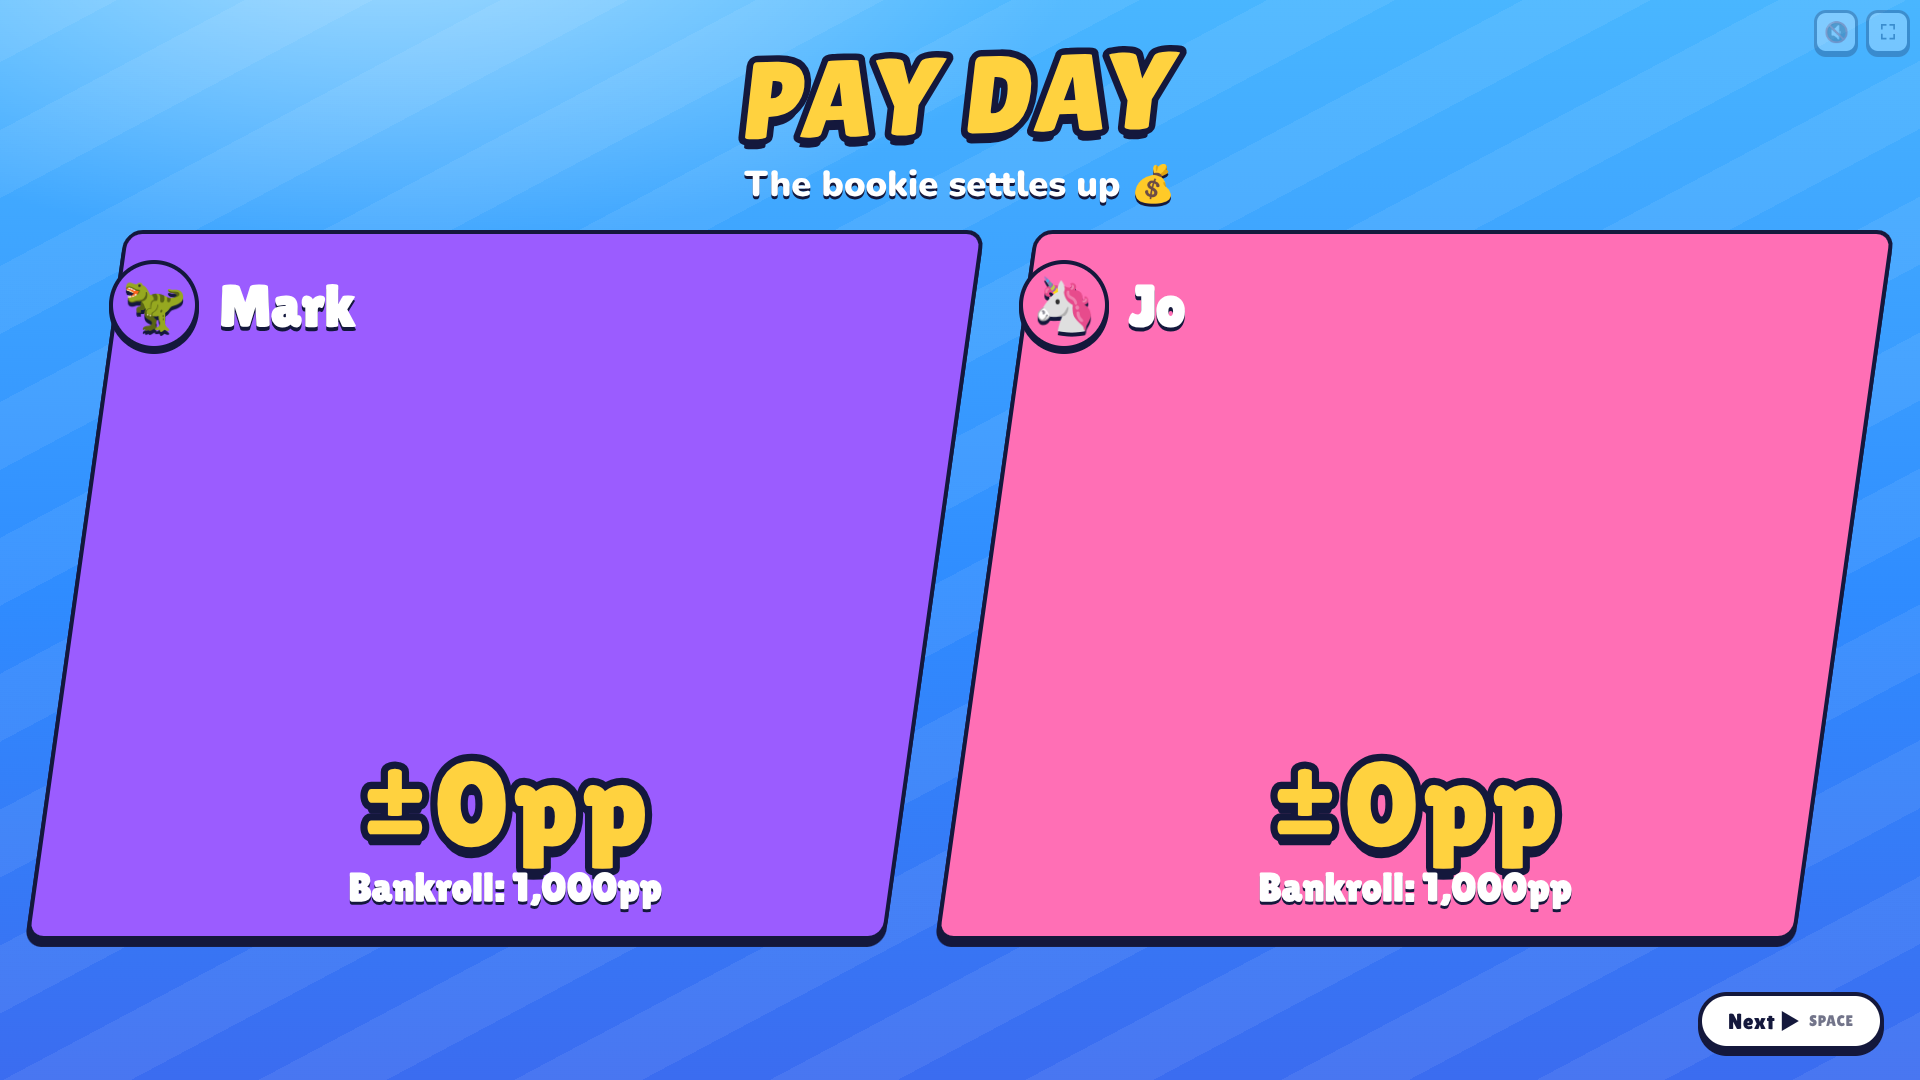 PAY DAY
The bookie settles up 💰
Mark
Jo
±0pp
Bankroll: 1,000pp
±0pp
Bankroll: 1,000pp
Next ▶ SPACE